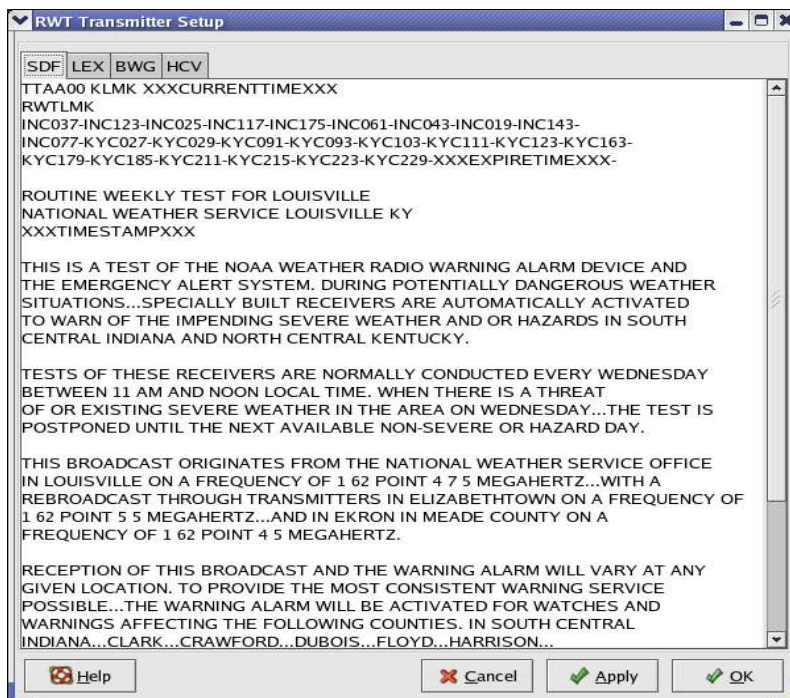 RWT Transmitter Setup
SDF LEX BWG HCV
TTAA00 KLMK XXXCURRENTTIMEXXX
RWTLMK
INC037-INC123-INC025-INC117-INC175-INC061-INC043-INC019-INC143-
INC077-KYC027-KYC029-KYC091-KYC093-KYC103-KYC111-KYC123-KYC163-
KYC179-KYC185-KYC211-KYC215-KYC223-KYC229-XXXEXPIRETIMEXXX-
ROUTINE WEEKLY TEST FOR LOUISVILLE
NATIONAL WEATHER SERVICE LOUISVILLE KY
XXXTIMESTAMPXXX
THIS IS A TEST OF THE NOAA WEATHER RADIO WARNING ALARM DEVICE AND
THE EMERGENCY ALERT SYSTEM. DURING POTENTIALLY DANGEROUS WEATHER
SITUATIONS...SPECIALLY BUILT RECEIVERS ARE AUTOMATICALLY ACTIVATED
TO WARN OF THE IMPENDING SEVERE WEATHER AND OR HAZARDS IN SOUTH
CENTRAL INDIANA AND NORTH CENTRAL KENTUCKY.
TESTS OF THESE RECEIVERS ARE NORMALLY CONDUCTED EVERY WEDNESDAY
BETWEEN 11 AM AND NOON LOCAL TIME. WHEN THERE IS A THREAT
OF OR EXISTING SEVERE WEATHER IN THE AREA ON WEDNESDAY...THE TEST IS
POSTPONED UNTIL THE NEXT AVAILABLE NON-SEVERE OR HAZARD DAY.
THIS BROADCAST ORIGINATES FROM THE NATIONAL WEATHER SERVICE OFFICE
IN LOUISVILLE ON A FREQUENCY OF 1 62 POINT 4 7 5 MEGAHERTZ...WITH A
REBROADCAST THROUGH TRANSMITTERS IN ELIZABETHTOWN ON A FREQUENCY OF
1 62 POINT 5 5 MEGAHERTZ...AND IN EKRON IN MEADE COUNTY ON A
FREQUENCY OF 1 62 POINT 4 5 MEGAHERTZ.
RECEPTION OF THIS BROADCAST AND THE WARNING ALARM WILL VARY AT ANY
GIVEN LOCATION. TO PROVIDE THE MOST CONSISTENT WARNING SERVICE
POSSIBLE...THE WARNING ALARM WILL BE ACTIVATED FOR WATCHES AND
WARNINGS AFFECTING THE FOLLOWING COUNTIES. IN SOUTH CENTRAL
INDIANA...CLARK...CRAWFORD...DUBOIS...FLOYD...HARRISON...
Help Cancel Apply OK